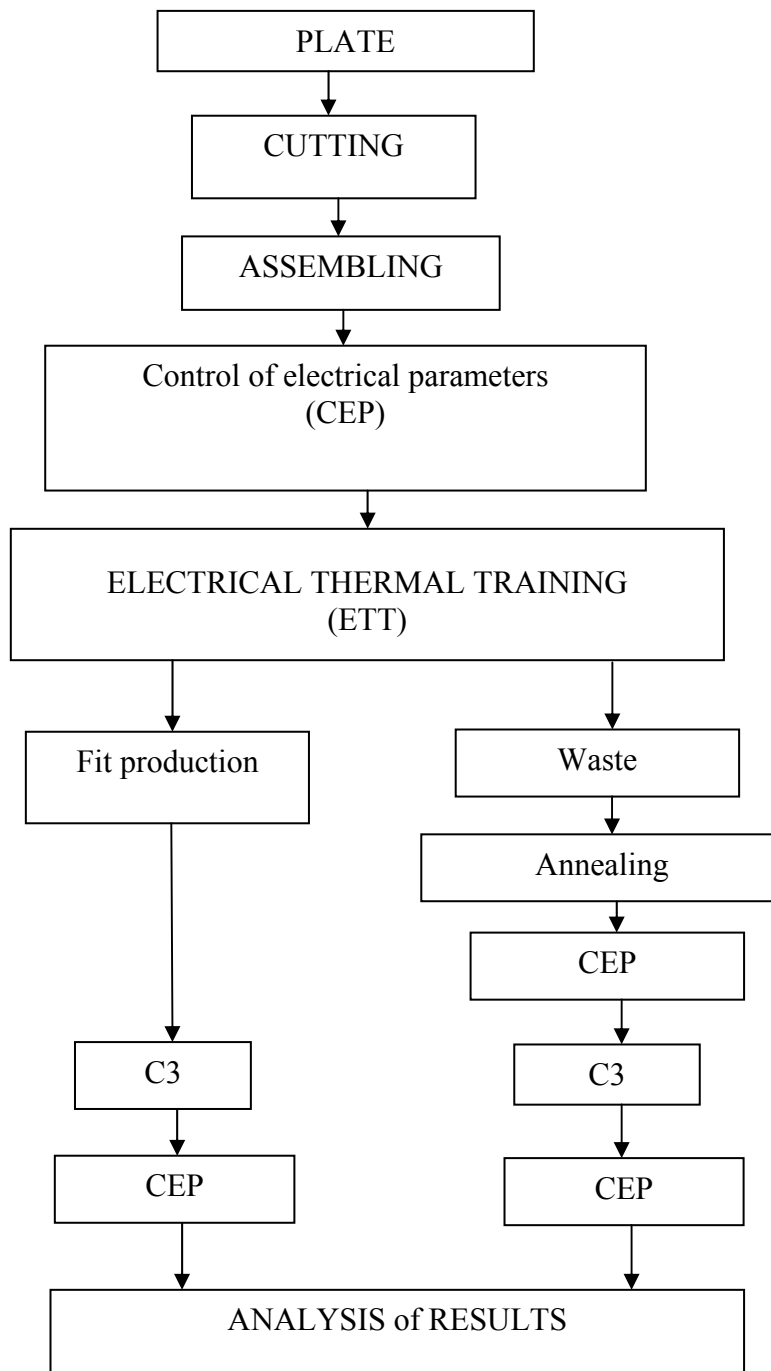 PLATE
CUTTING
ASSEMBLING
Control of electrical parameters
(CEP)
ELECTRICAL THERMAL TRAINING
(ETT)
Fit production
Waste
Annealing
CEP
C3
C3
CEP
CEP
ANALYSIS of RESULTS